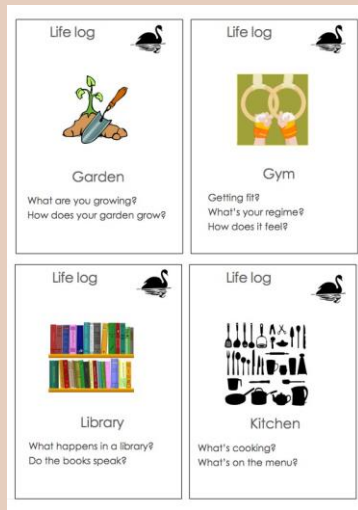 Life log
Garden
What are you growing?
How does your garden grow?
Life log
Gym
Getting fit?
What's your regime?
How does it feel?
Life log
Library
What happens in a library?
Do the books speak?
Life log
Kitchen
What's cooking?
What's on the menu?